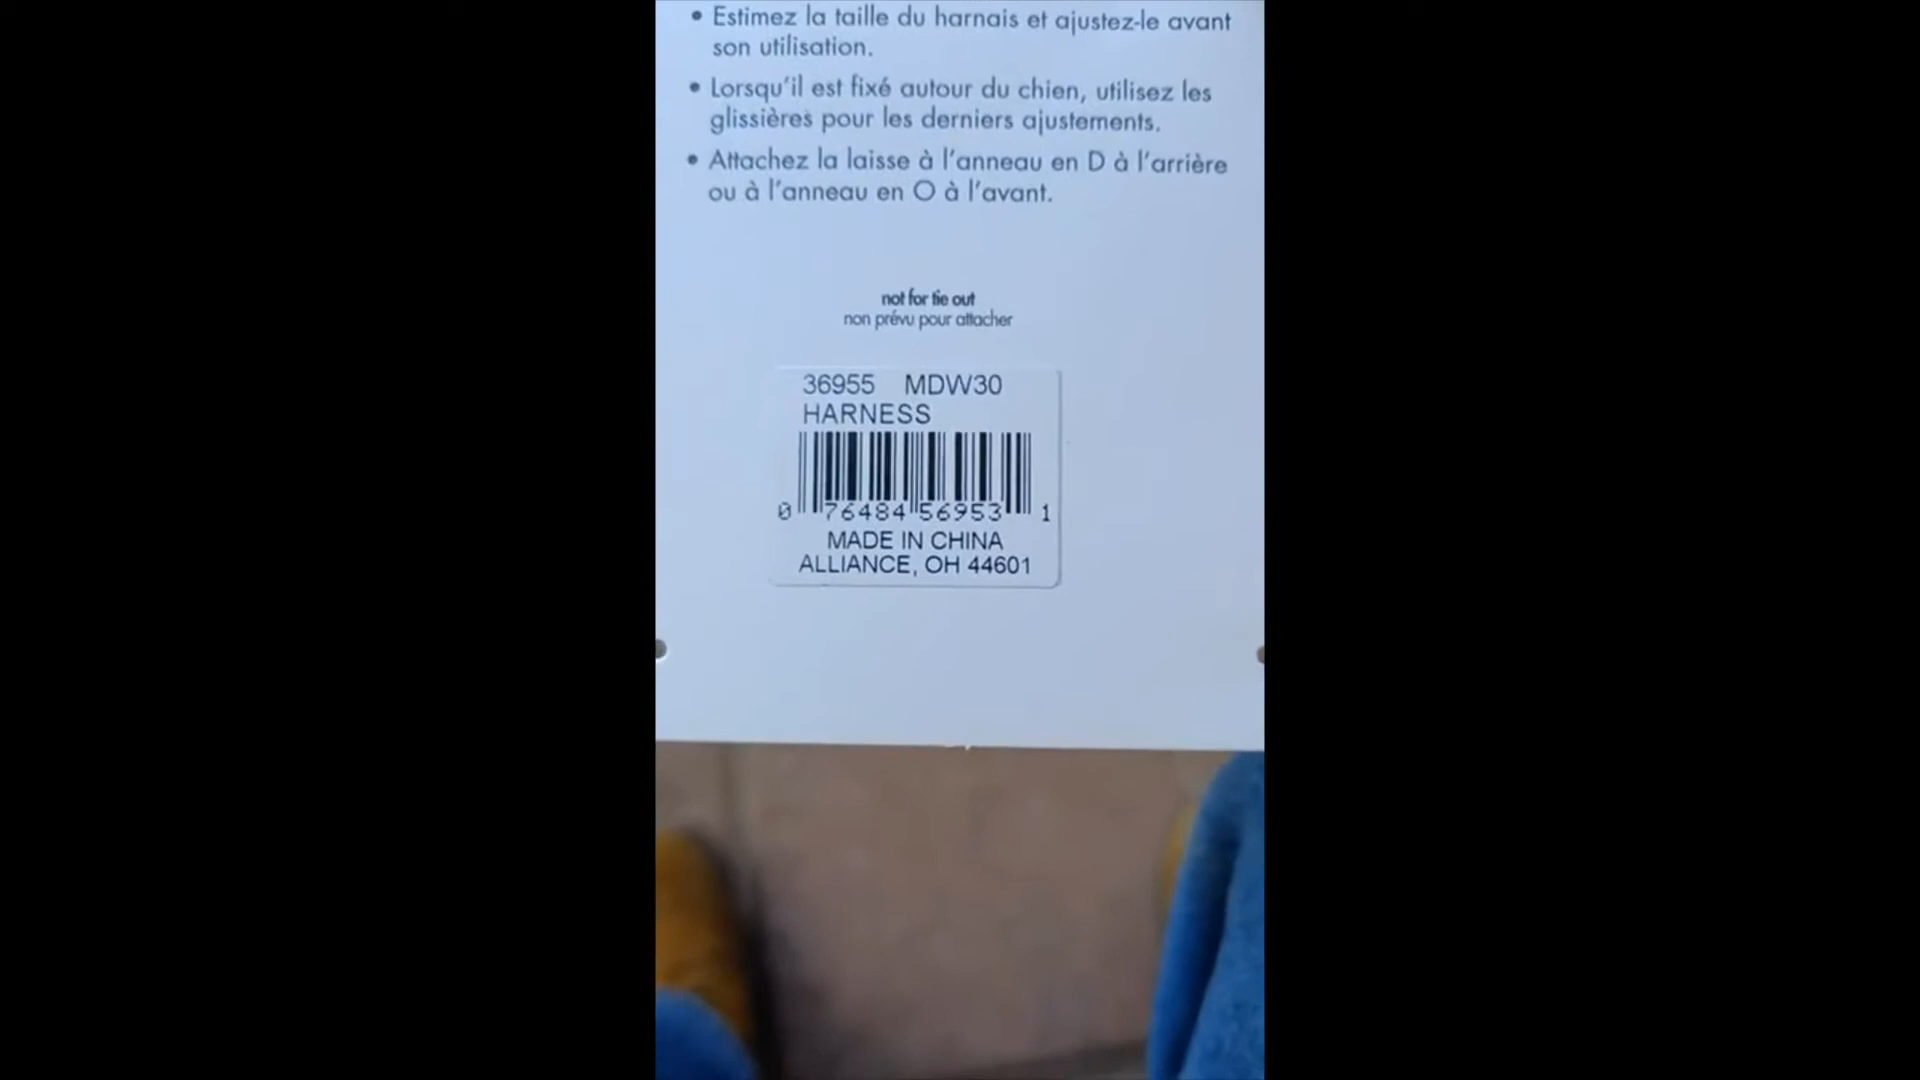 • Estimez la taille du harnais et ajustez-le avant
son utilisation.
• Lorsqu'il est fixé autour du chien, utilisez les
glissières pour les derniers ajustements.
• Attachez la laisse à l'anneau en D à l'arrière
ou à l'anneau en O à l'avant.
not for tie out
non prévu pour attacher
36955 MDW30
HARNESS
0 76484 56953 1
MADE IN CHINA
ALLIANCE, OH 44601